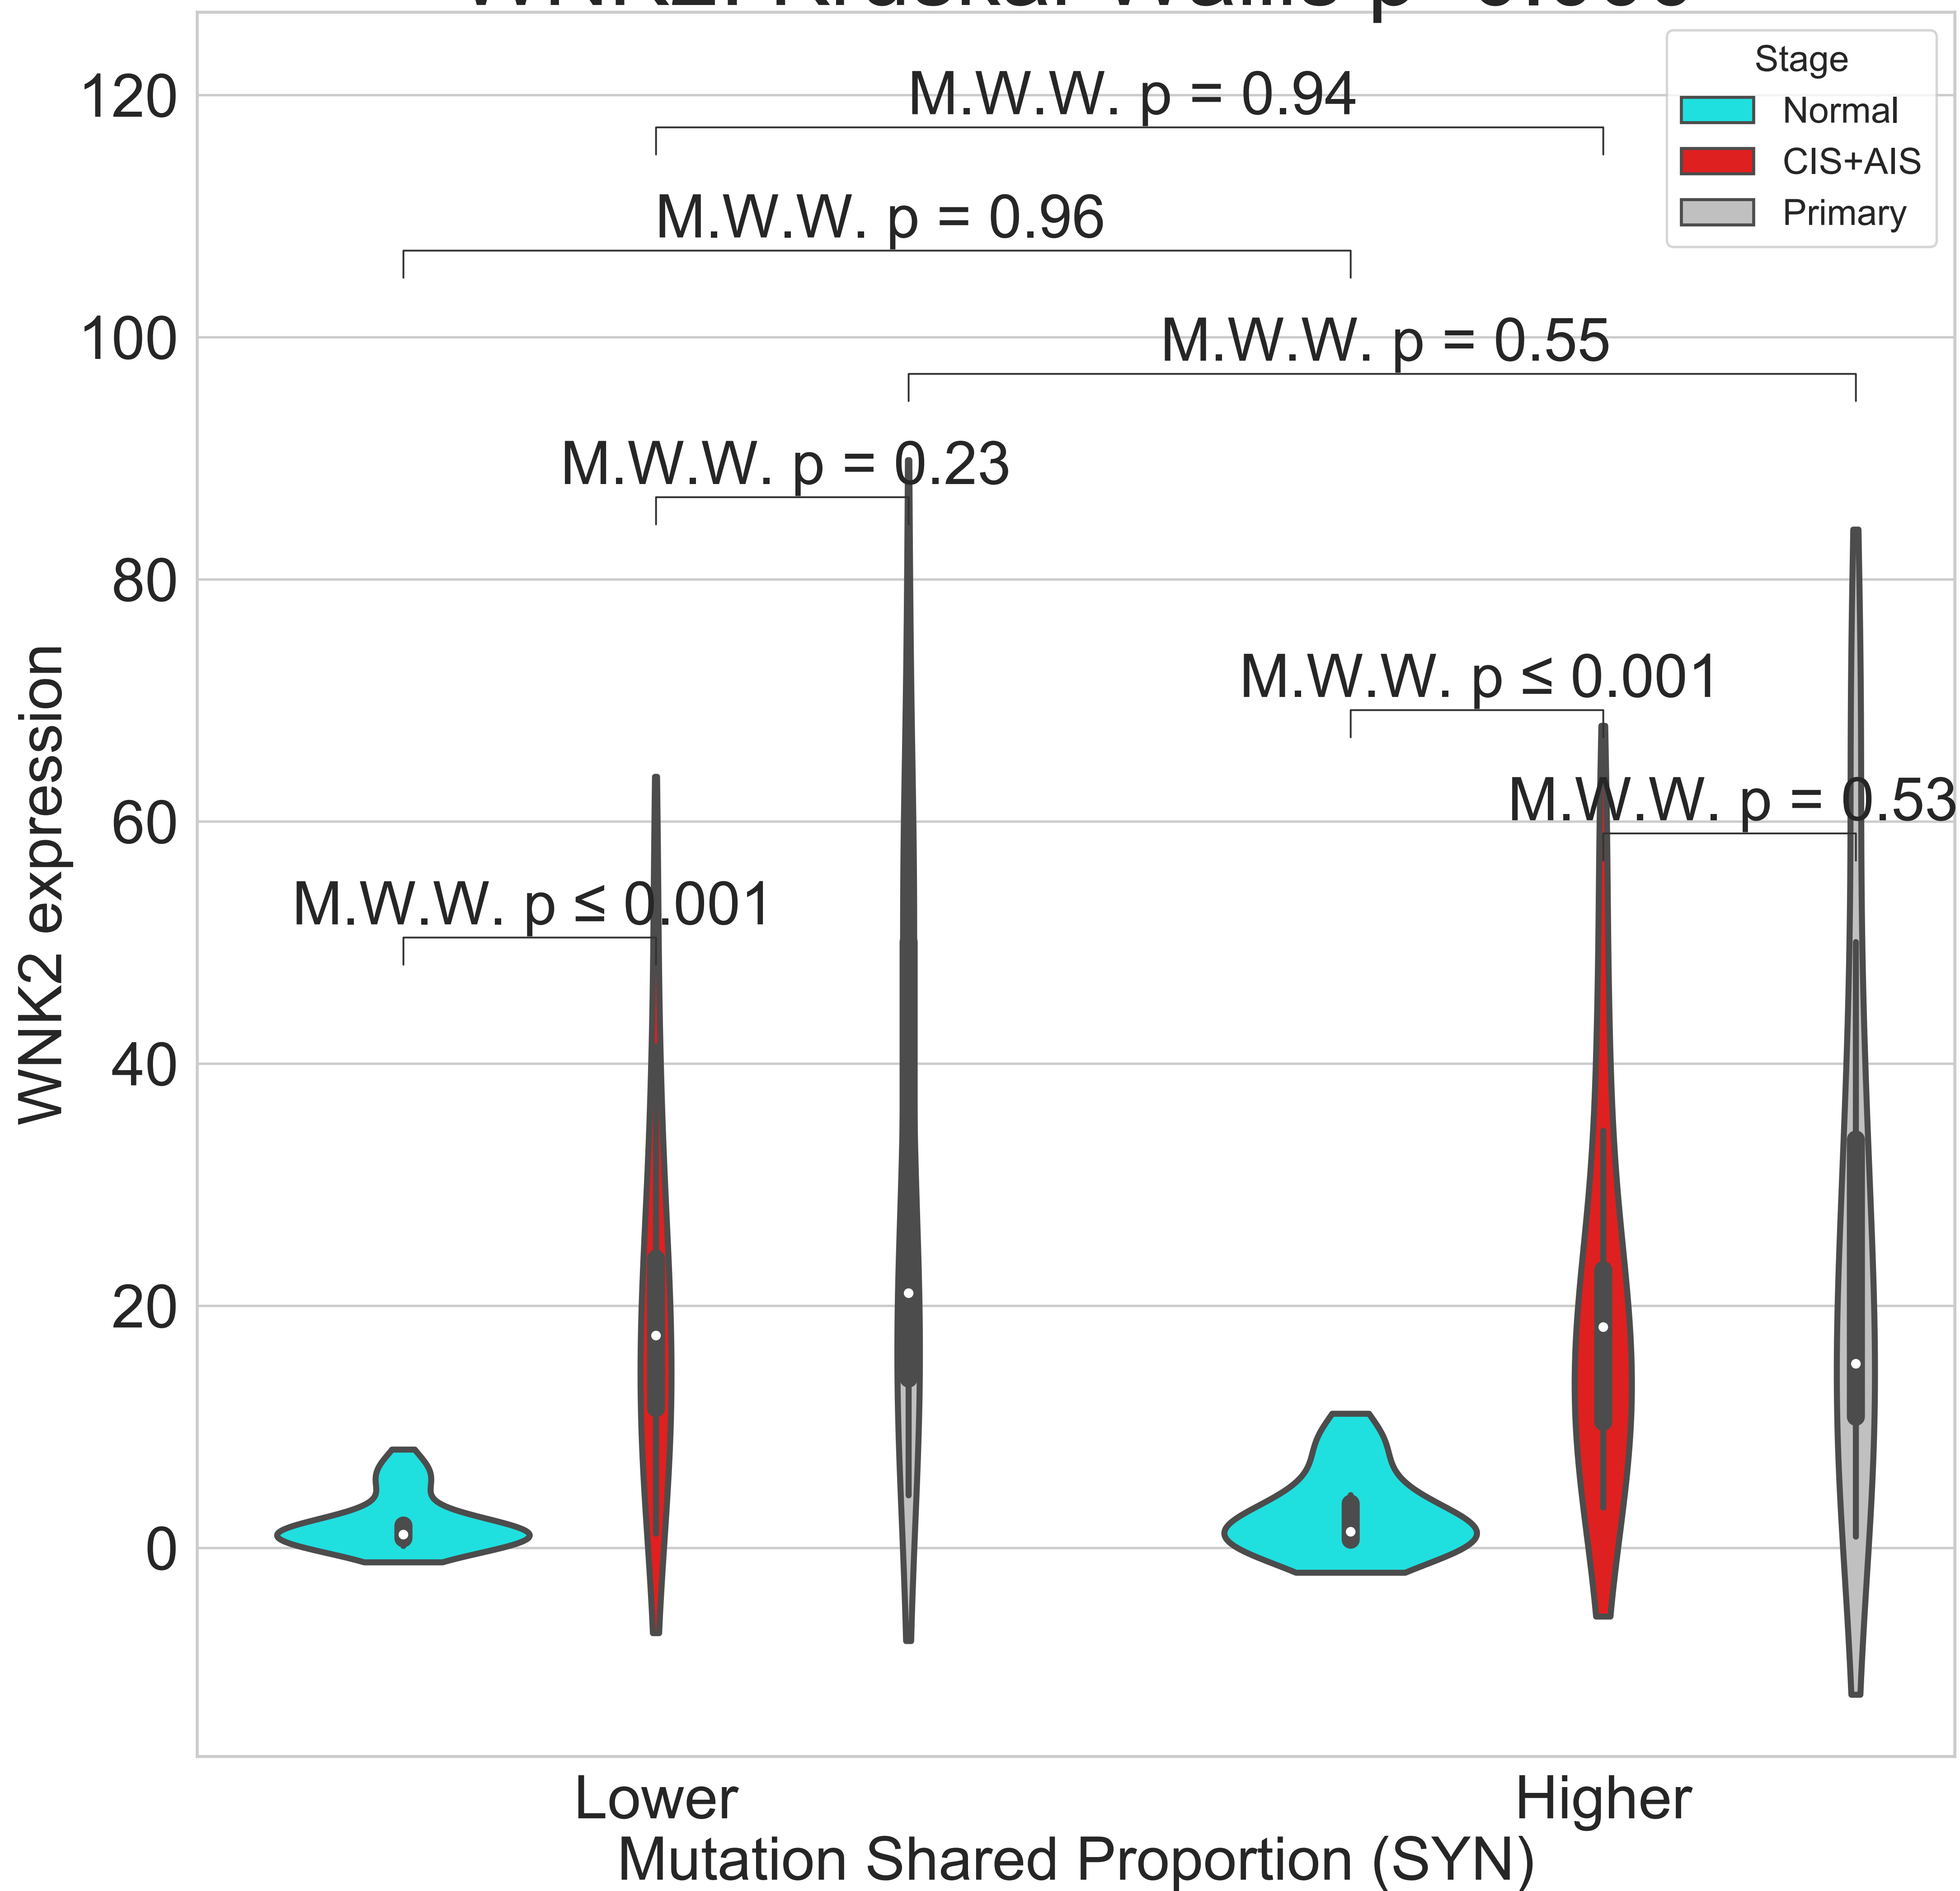 Stage
Normal
CIS+AIS
Primary
120
100
80
60
40
20
0
WNK2 expression
M.W.W. p = 0.94
M.W.W. p = 0.96
M.W.W. p = 0.55
M.W.W. p = 0.23
M.W.W. p ≤ 0.001
M.W.W. p = 0.53
M.W.W. p ≤ 0.001
Lower
Higher
Mutation Shared Proportion (SYN)